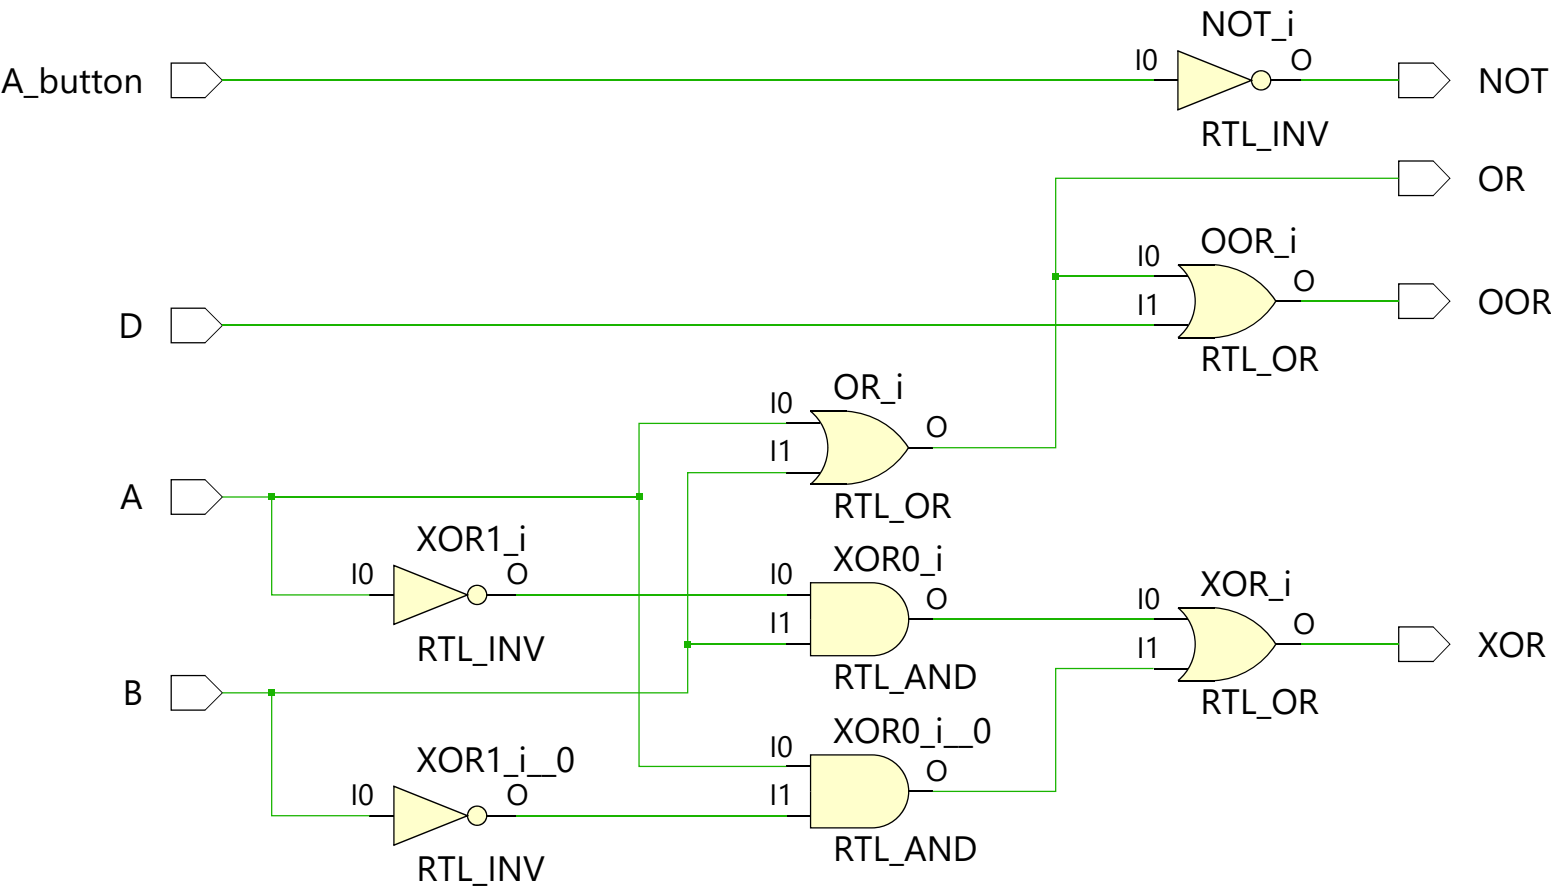 NOT_i
A_button
I0
O
NOT
RTL_INV
OR
OOR_i
I0
O
I1
D
OOR
RTL_OR
OR_i
I0
O
I1
A
RTL_OR
XOR1_i
I0
O
RTL_INV
XOR0_i
I0
O
I1
RTL_AND
XOR_i
I0
O
I1
XOR
RTL_OR
B
XOR1_i__0
I0
O
RTL_INV
XOR0_i__0
I0
O
I1
RTL_AND